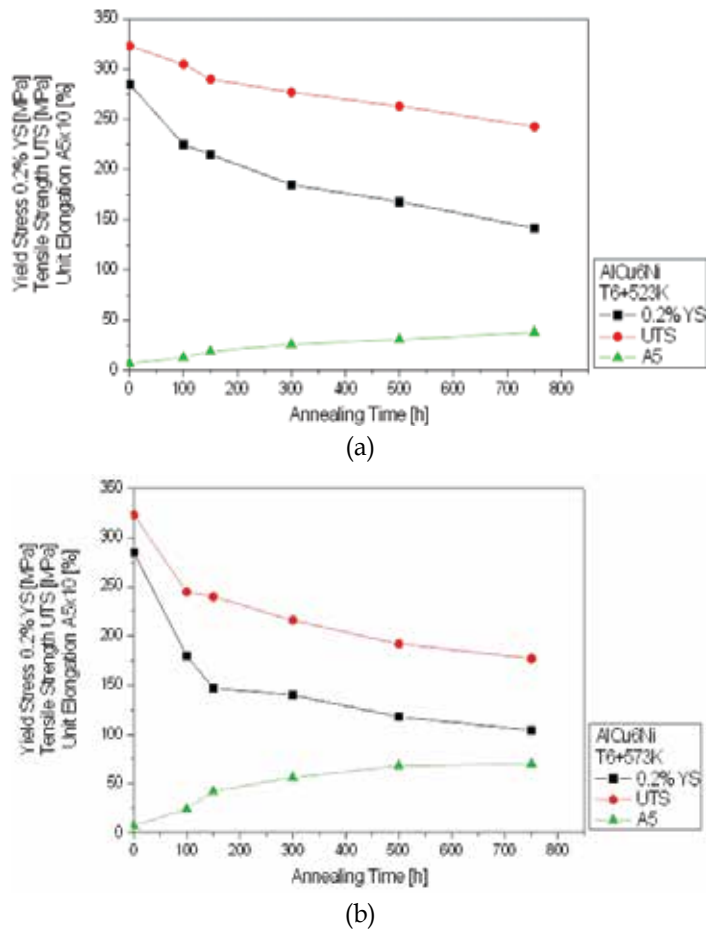 350
300
250
200
150
100
50
0
Yield Stress 0.2% YS [MPa]
Tensile Strength UTS [MPa]
Unit Elongation A5x10 [%]
0 100 200 300 400 500 600 700 800
Annealing Time [h]
AlCu6Ni
T6+523K
0.2% YS
UTS
A5
(a)
350
300
250
200
150
100
50
0
Yield Stress 0.2% YS [MPa]
Tensile Strength UTS [MPa]
Unit Elongation A5x10 [%]
0 100 200 300 400 500 600 700 800
Annealing Time [h]
AlCu6Ni
T6+573K
0.2% YS
UTS
A5
(b)